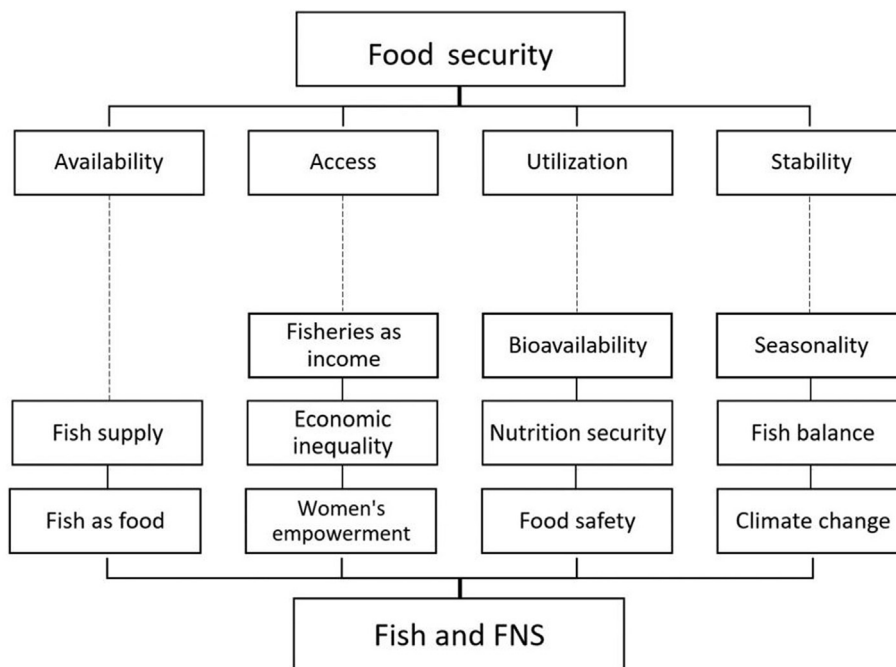 Food security
Availability
Access
Utilization
Stability
Fisheries as
income
Bioavailability
Seasonality
Fish supply
Economic
inequality
Nutrition security
Fish balance
Fish as food
Women's
empowerment
Food safety
Climate change
Fish and FNS